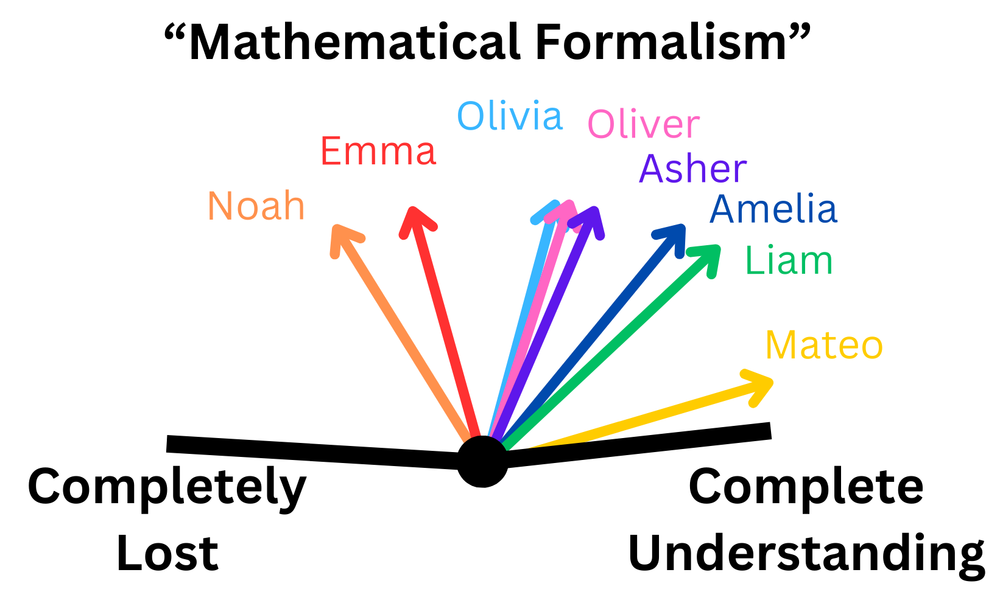 “Mathematical Formalism”
Olivia
Oliver
Emma
Asher
Noah
Amelia
Liam
Mateo
Completely
Lost
Complete
Understanding